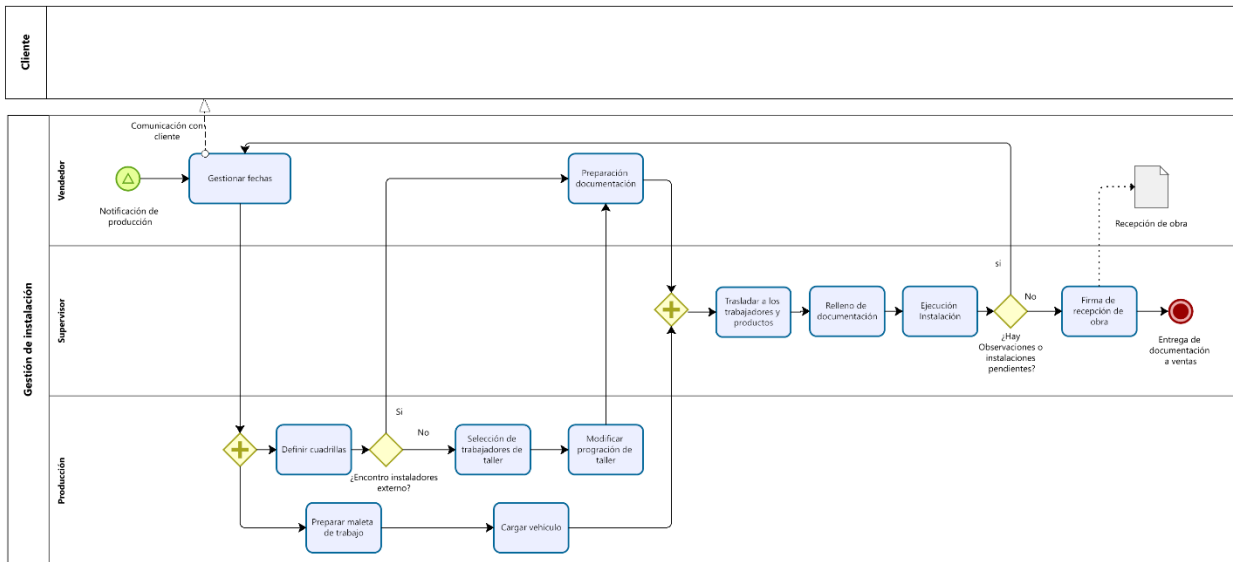 Cliente
Gestión de instalación
Vendedor
Comunicación con
cliente
Notificación de
producción
Gestionar fechas
Preparación
documentación
Recepción de obra
Supervisor
Trasladar a los
trabajadores y
productos
Relleno de
documentación
Ejecución
Instalación
si
No
¿Hay
Observaciones o
instalaciones
pendientes?
Firma de
recepción de
obra
Entrega de
documentación
a ventas
Producción
Definir cuadrillas
Si
No
¿Encontro instaladores
externo?
Selección de
trabajadores de
taller
Modificar
progración de
taller
Preparar maleta
de trabajo
Cargar vehículo